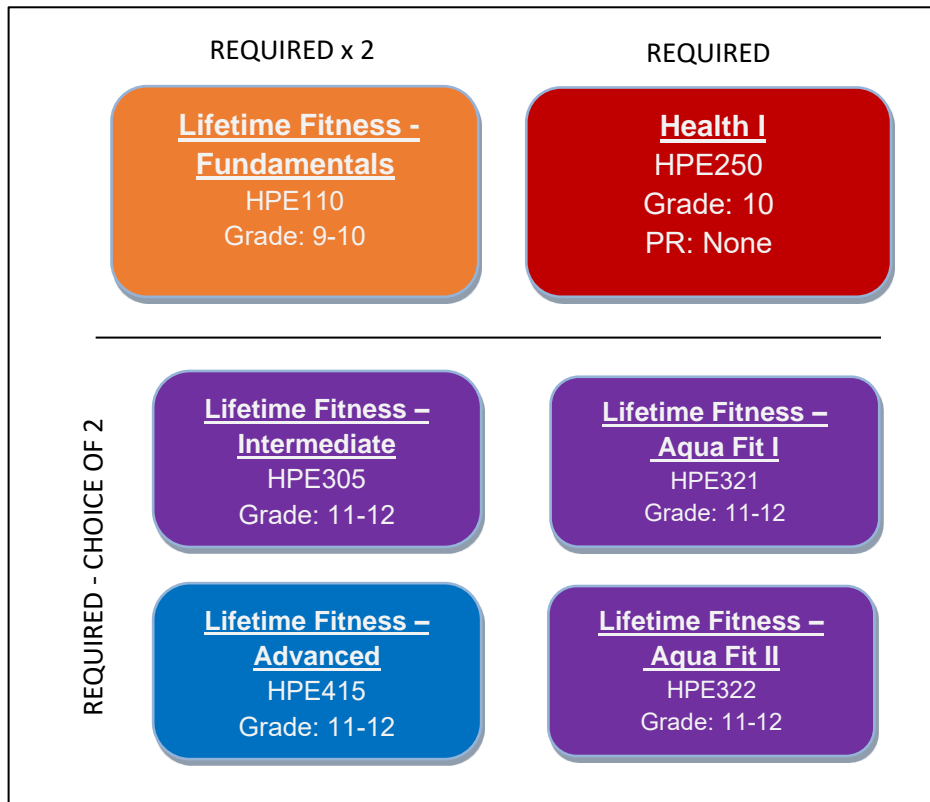 REQUIRED x 2
REQUIRED
Lifetime Fitness -
Fundamentals
HPE110
Grade: 9-10
Health I
HPE250
Grade: 10
PR: None
REQUIRED - CHOICE OF 2
Lifetime Fitness –
Intermediate
HPE305
Grade: 11-12
Lifetime Fitness –
Aqua Fit I
HPE321
Grade: 11-12
Lifetime Fitness –
Advanced
HPE415
Grade: 11-12
Lifetime Fitness –
Aqua Fit II
HPE322
Grade: 11-12